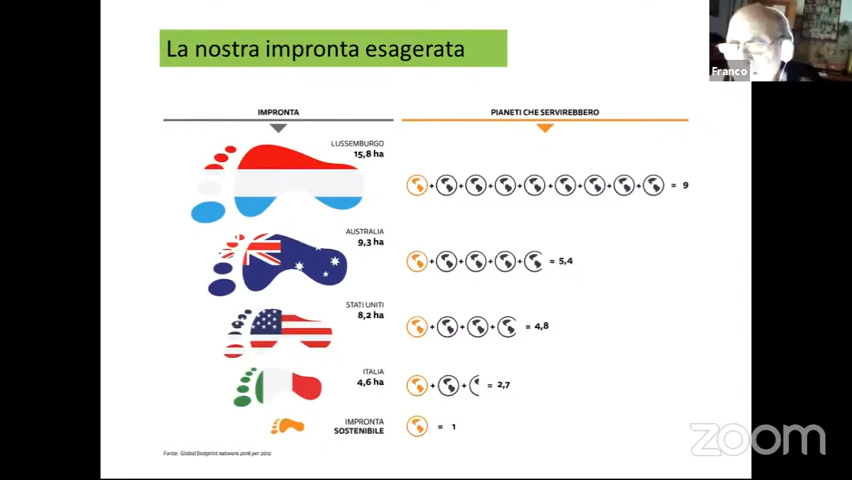 La nostra impronta esagerata
Franco
IMPRONTA
PIANETI CHE SERVIREBBERO
LUSSEMBURGO
15,8 ha
+ + + + + + + + = 9
AUSTRALIA
9,3 ha
+ + + + = 5,4
STATI UNITI
8,2 ha
+ + + = 4,8
ITALIA
4,6 ha
+ + = 2,7
IMPRONTA
SOSTENIBILE
= 1
Fonte: Global footprint network 2016 per 2012
zoom